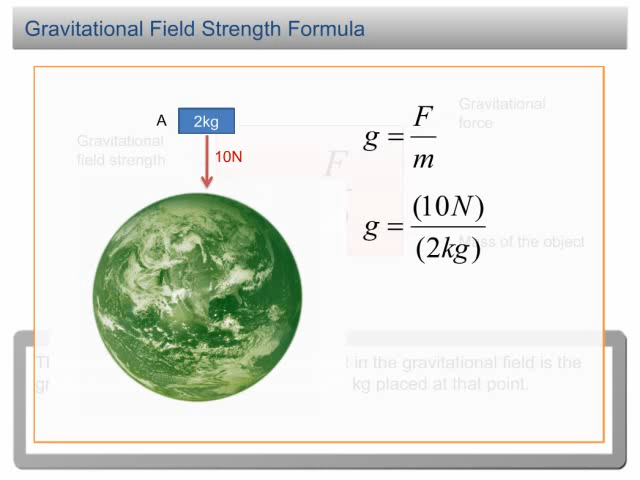 Gravitational Field Strength Formula
A 2kg
10N
g = F/m
g = (10N)/(2kg)
Gravitational
force
Gravitational
field strength
F
Mass of the object
in the gravitational field is the
kg placed at that point.